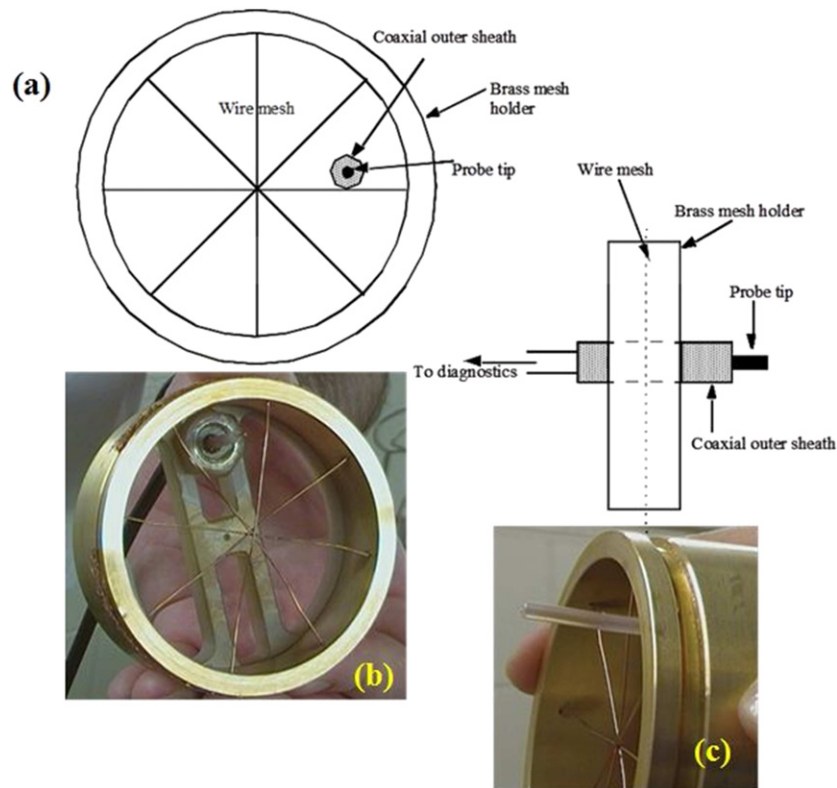 (a)
Coaxial outer sheath
Brass mesh
holder
Wire mesh
Probe tip
Wire mesh
Brass mesh holder
Probe tip
To diagnostics
Coaxial outer sheath
(b)
(c)